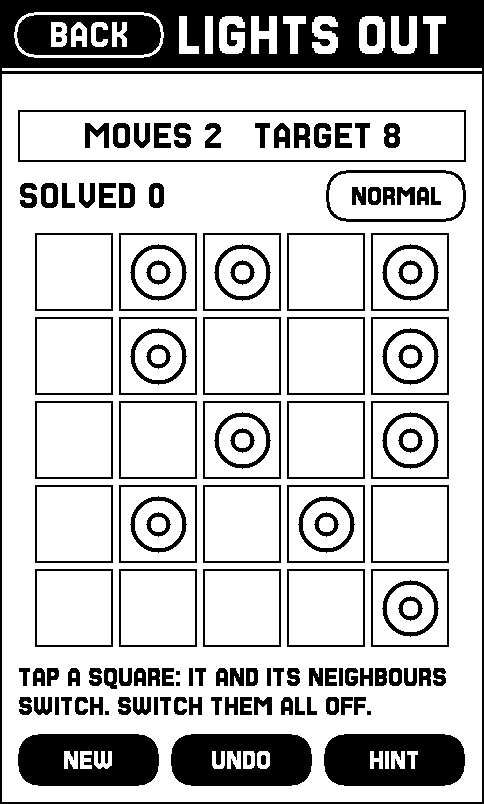 BACK LIGHTS OUT
MOVES 2 TARGET 8
SOLVED 0 NORMAL
TAP A SQUARE: IT AND ITS NEIGHBOURS
SWITCH. SWITCH THEM ALL OFF.
NEW UNDO HINT